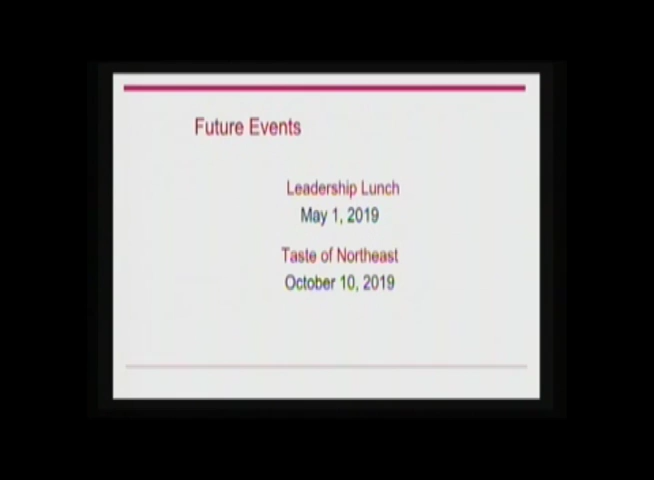 Future Events
Leadership Lunch
May 1, 2019
Taste of Northeast
October 10, 2019